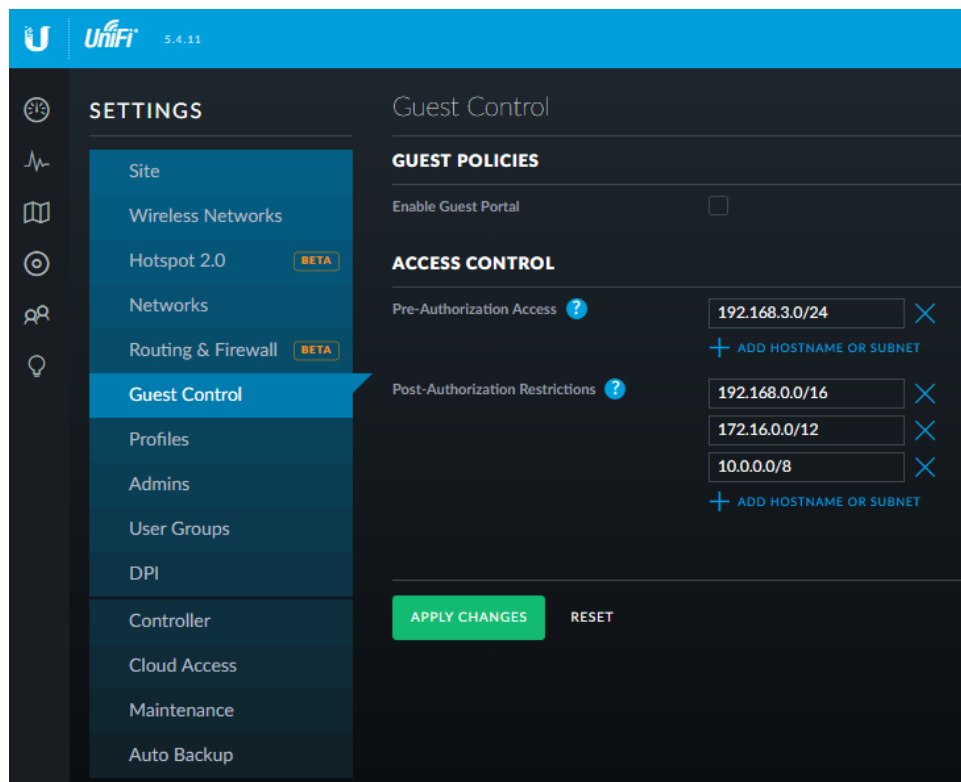 UniFi 5.4.11
SETTINGS
Site
Wireless Networks
Hotspot 2.0 BETA
Networks
Routing & Firewall BETA
Guest Control
Profiles
Admins
User Groups
DPI
Controller
Cloud Access
Maintenance
Auto Backup
Guest Control
GUEST POLICIES
Enable Guest Portal
ACCESS CONTROL
Pre-Authorization Access ? 192.168.3.0/24
ADD HOSTNAME OR SUBNET
Post-Authorization Restrictions ? 192.168.0.0/16
172.16.0.0/12
10.0.0.0/8
ADD HOSTNAME OR SUBNET
APPLY CHANGES RESET